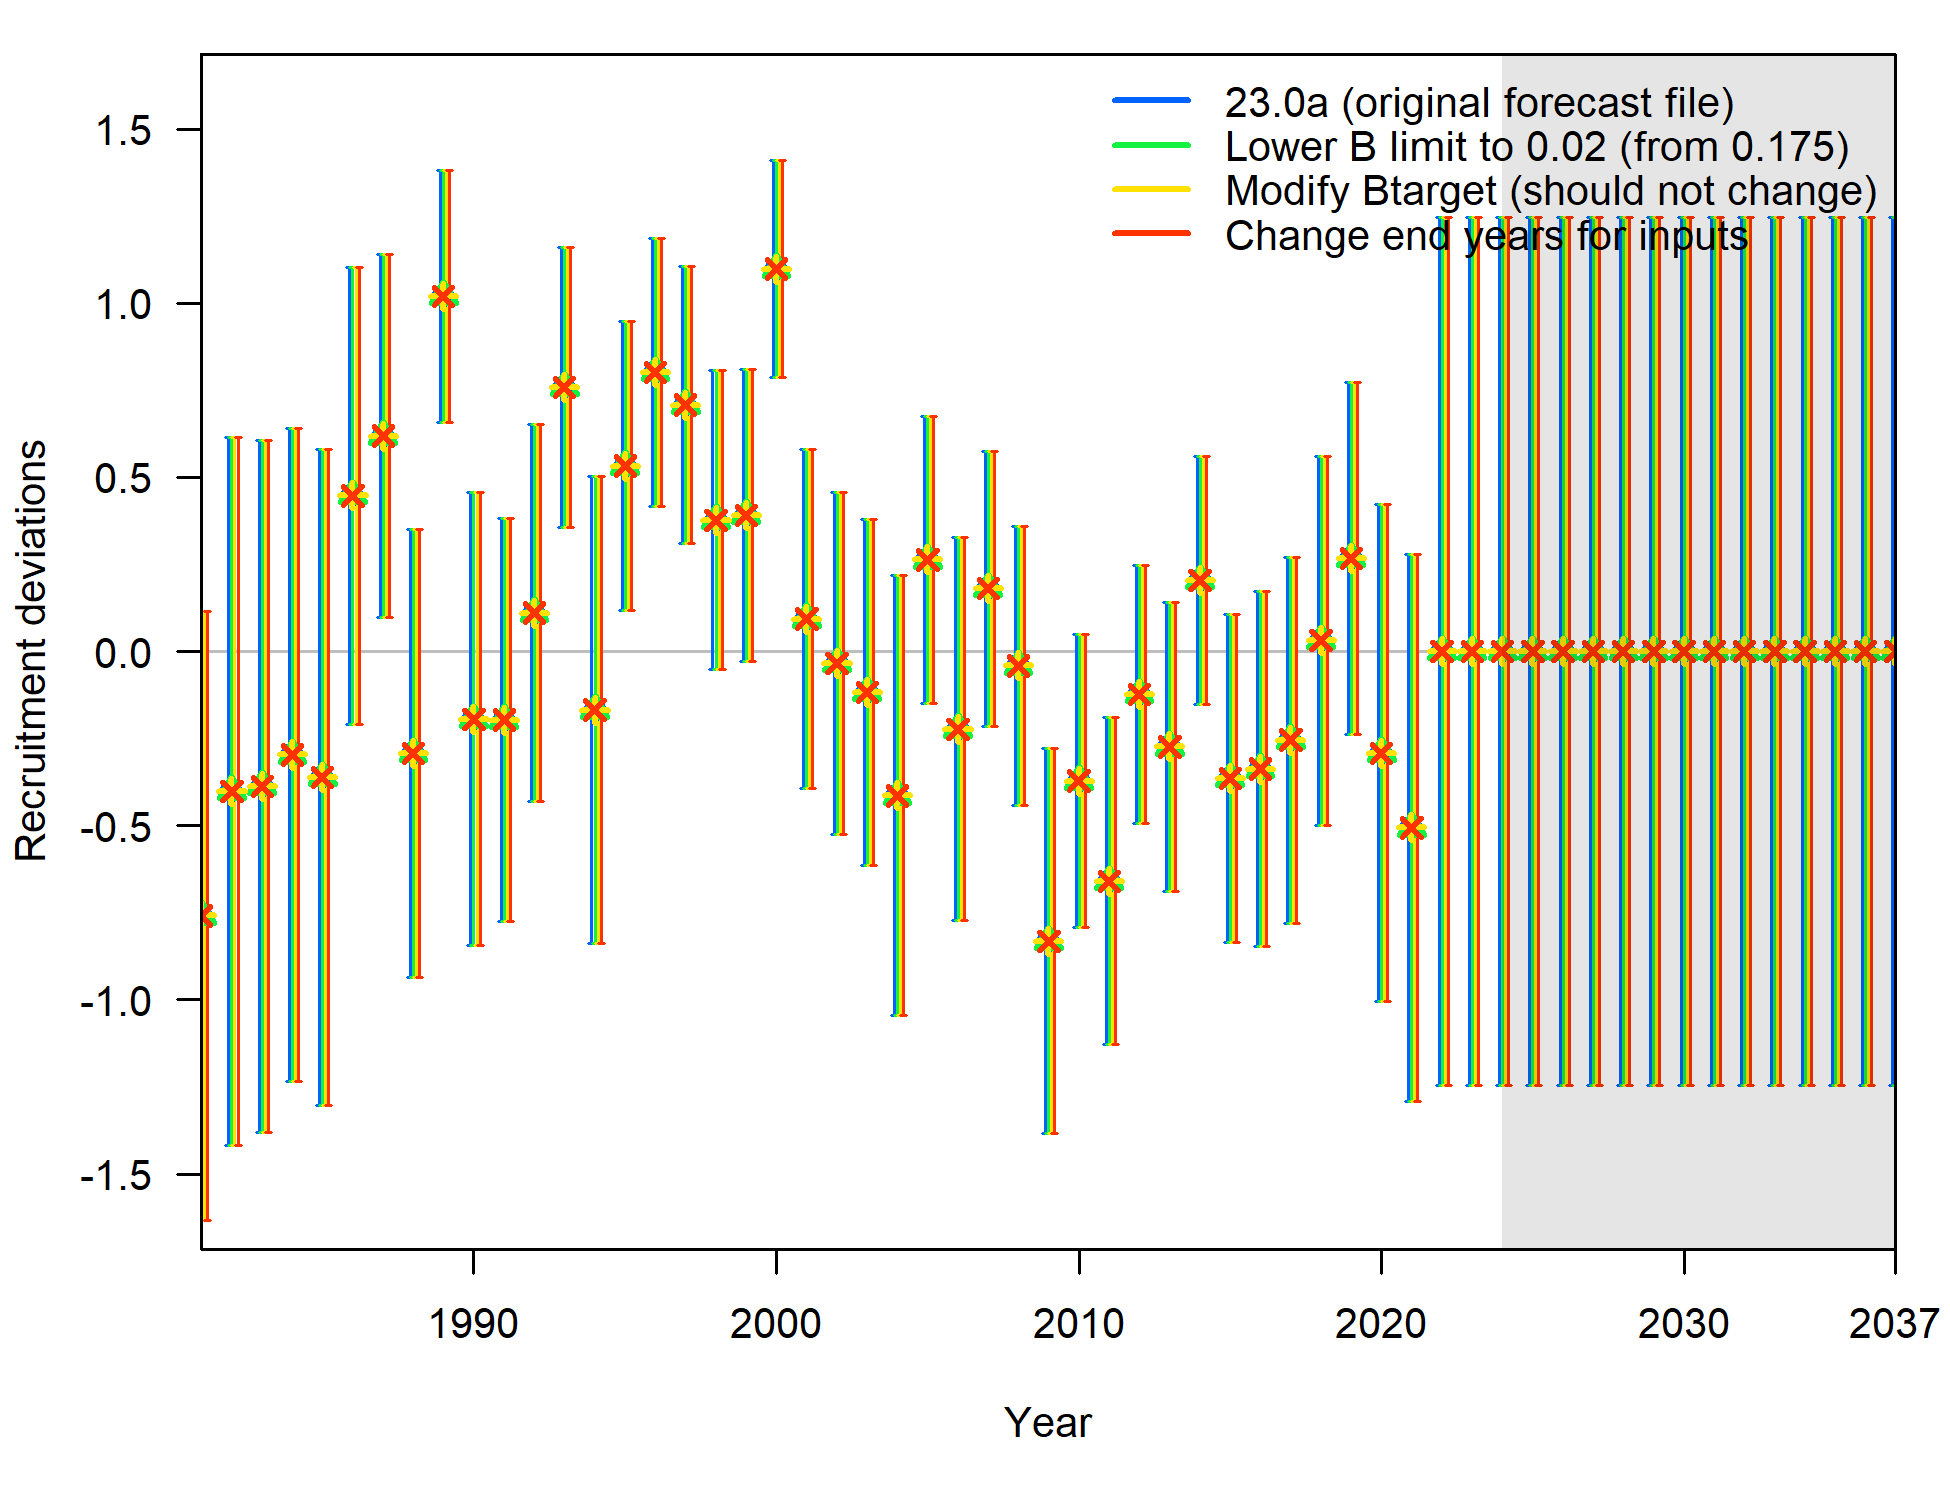 23.0a (original forecast file)
Lower B limit to 0.02 (from 0.175)
Modify Btarget (should not change)
Change end years for inputs
1.5
1.0
0.5
0.0
-0.5
-1.0
-1.5
Recruitment deviations
1990 2000 2010 2020 2030 2037
Year